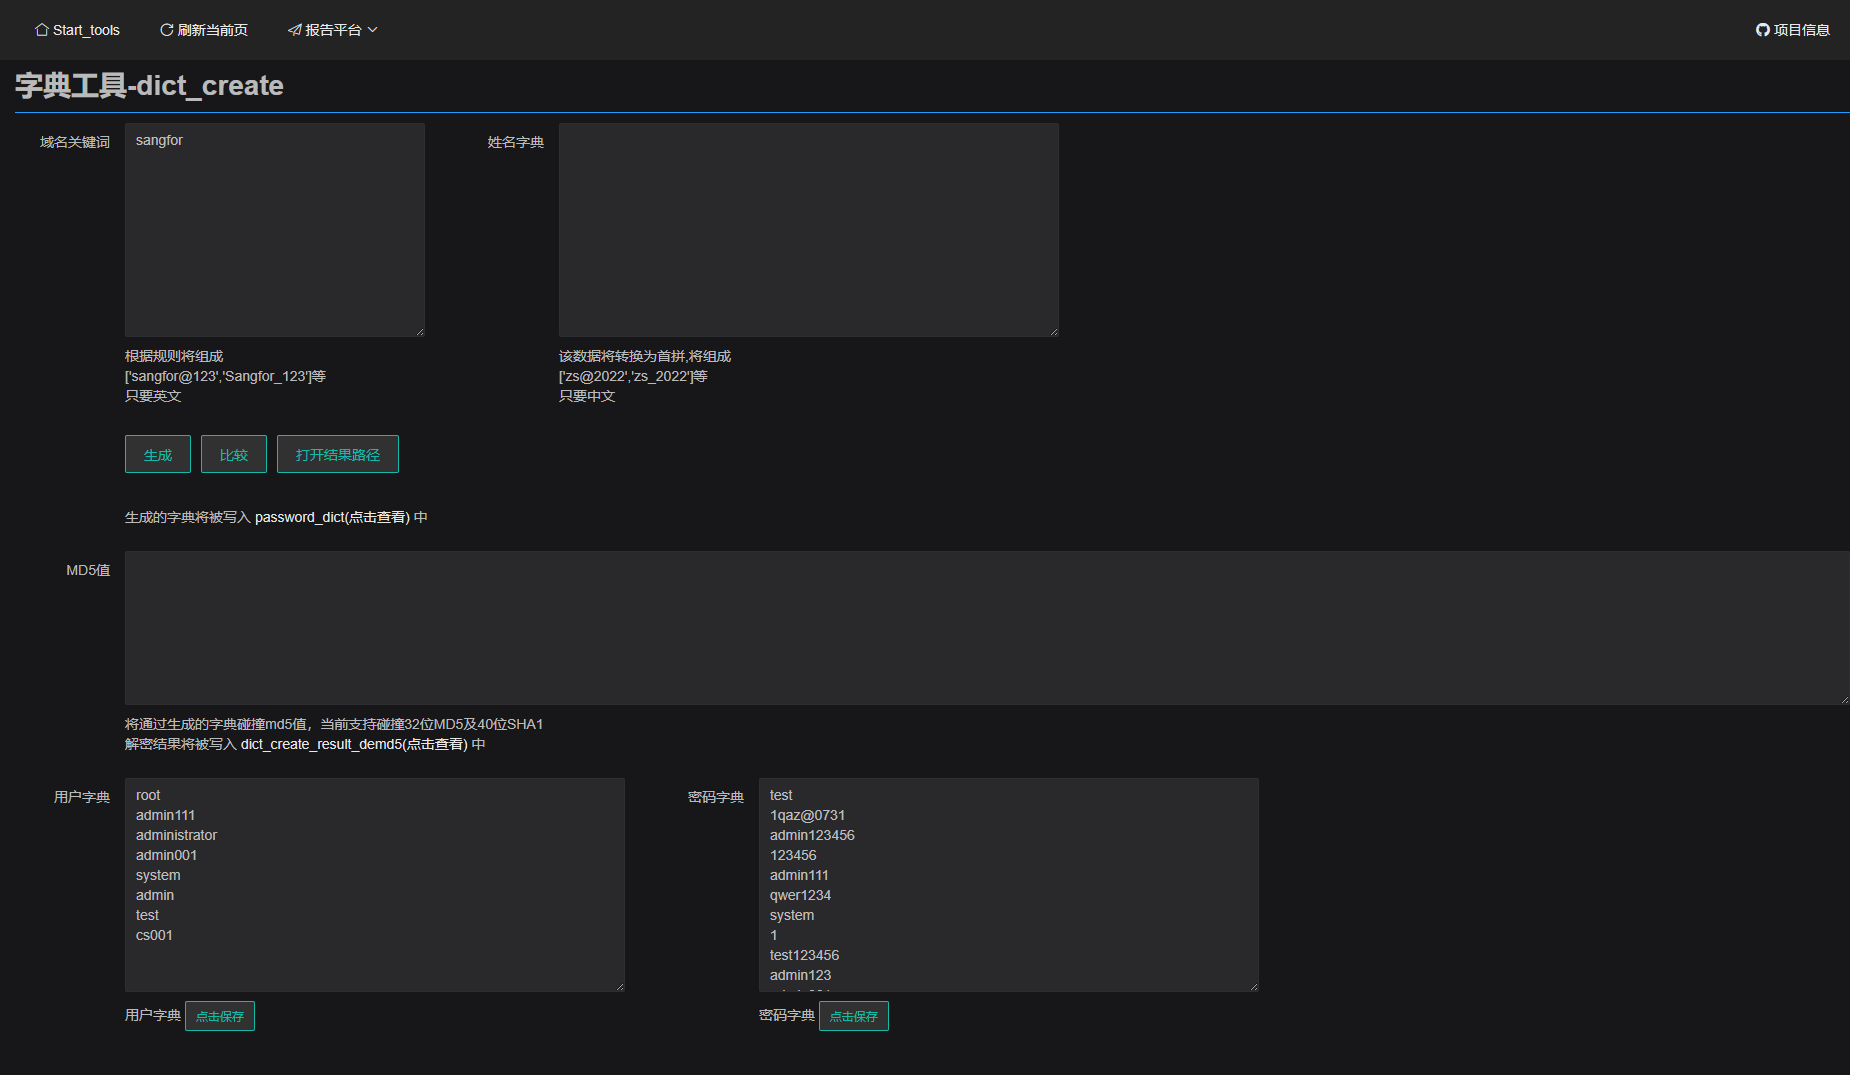 Start_tools
刷新当前页
报告平台
项目信息
字典工具-dict_create
域名关键词
sangfor
姓名字典
根据规则将组成
['sangfor@123','Sangfor_123']等
只要英文
该数据将转换为首拼,将组成
['zs@2022','zs_2022']等
只要中文
生成
比较
打开结果路径
生成的字典将被写入 password_dict(点击查看) 中
MD5值
将通过生成的字典碰撞md5值，当前支持碰撞32位MD5及40位SHA1
解密结果将被写入 dict_create_result_demd5(点击查看) 中
用户字典
root
admin111
administrator
admin001
system
admin
test
cs001
用户字典 点击保存
密码字典
test
1qaz@0731
admin123456
123456
admin111
qwer1234
system
1
test123456
admin123
密码字典 点击保存